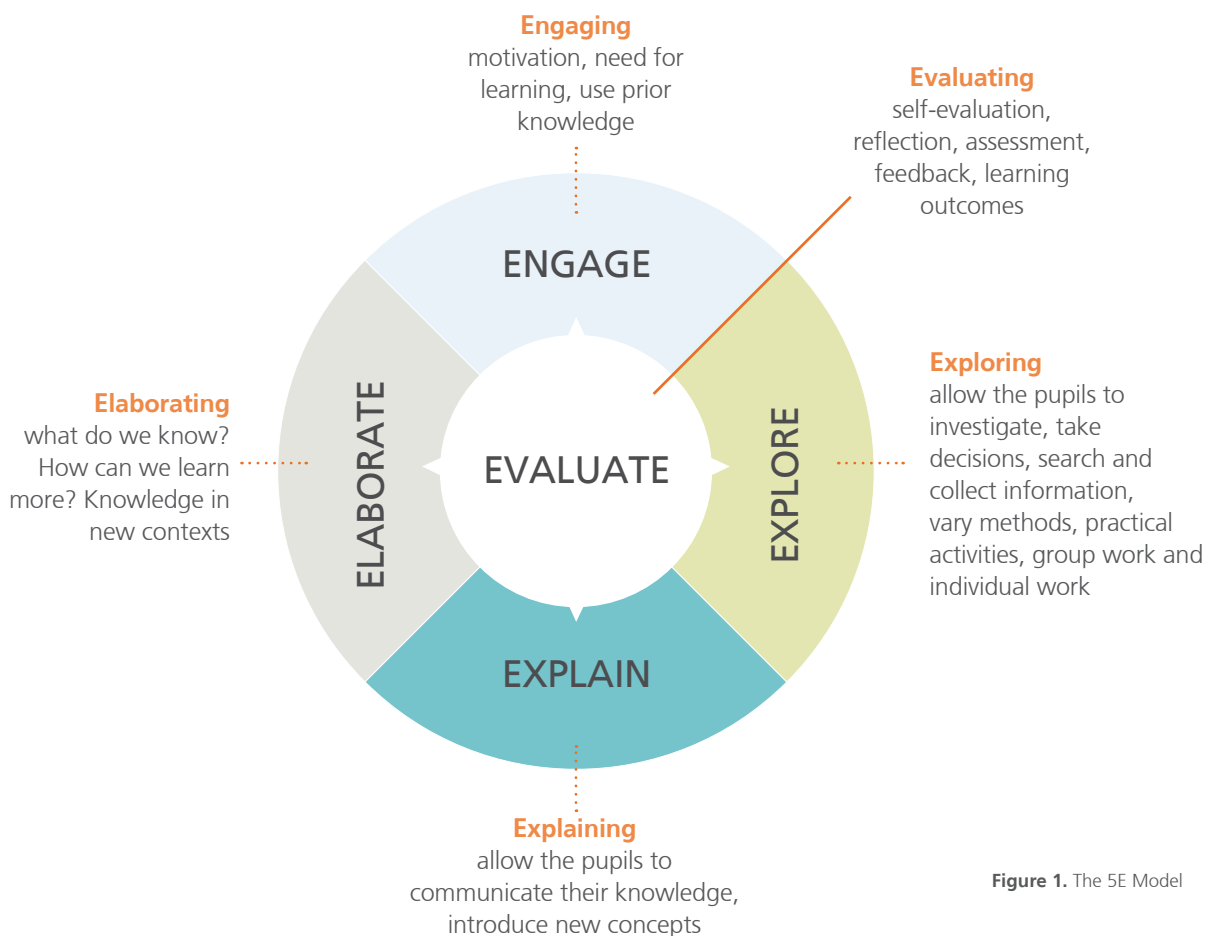 Engaging
motivation, need for
learning, use prior
knowledge
Evaluating
self-evaluation,
reflection, assessment,
feedback, learning
outcomes
ENGAGE
Exploring
allow the pupils to
investigate, take
decisions, search and
collect information,
vary methods, practical
activities, group work and
individual work
Elaborating
what do we know?
How can we learn
more? Knowledge in
new contexts
ELABORATE
EVALUATE
EXPLORE
EXPLAIN
Explaining
allow the pupils to
communicate their knowledge,
introduce new concepts
Figure 1. The 5E Model